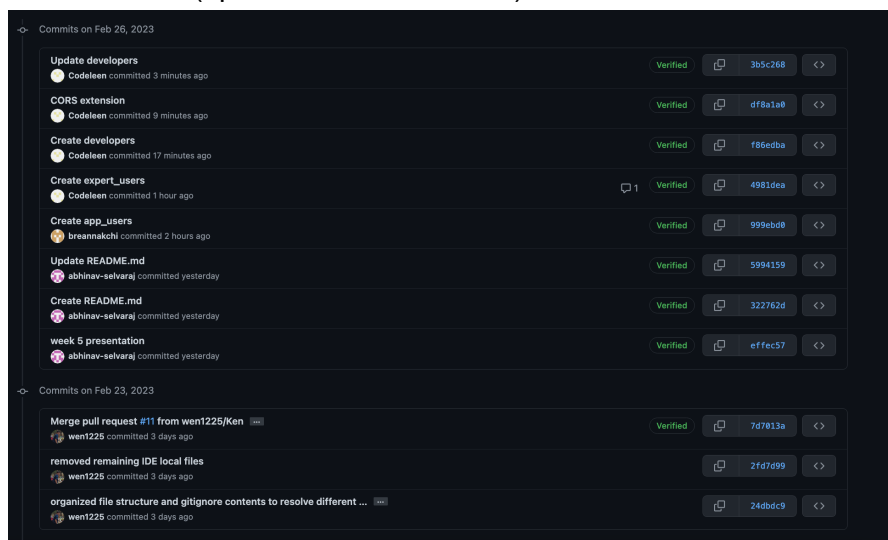 Commits on Feb 26, 2023
Update developers
Codeleen committed 3 minutes ago
Verified
3b5c268
CORS extension
Codeleen committed 9 minutes ago
Verified
df8a1a0
Create developers
Codeleen committed 17 minutes ago
Verified
f86edba
Create expert_users
Codeleen committed 1 hour ago
1
Verified
4981dea
Create app_users
breannakchi committed 2 hours ago
Verified
999ebd0
Update README.md
abhinav-selvaraj committed yesterday
Verified
5994159
Create README.md
abhinav-selvaraj committed yesterday
Verified
322762d
week 5 presentation
abhinav-selvaraj committed yesterday
Verified
effec57
Commits on Feb 23, 2023
Merge pull request #11 from wen1225/Ken ...
wen1225 committed 3 days ago
Verified
7d7013a
removed remaining IDE local files
wen1225 committed 3 days ago
2fd7d99
organized file structure and gitignore contents to resolve different ... ...
wen1225 committed 3 days ago
24dbdc9